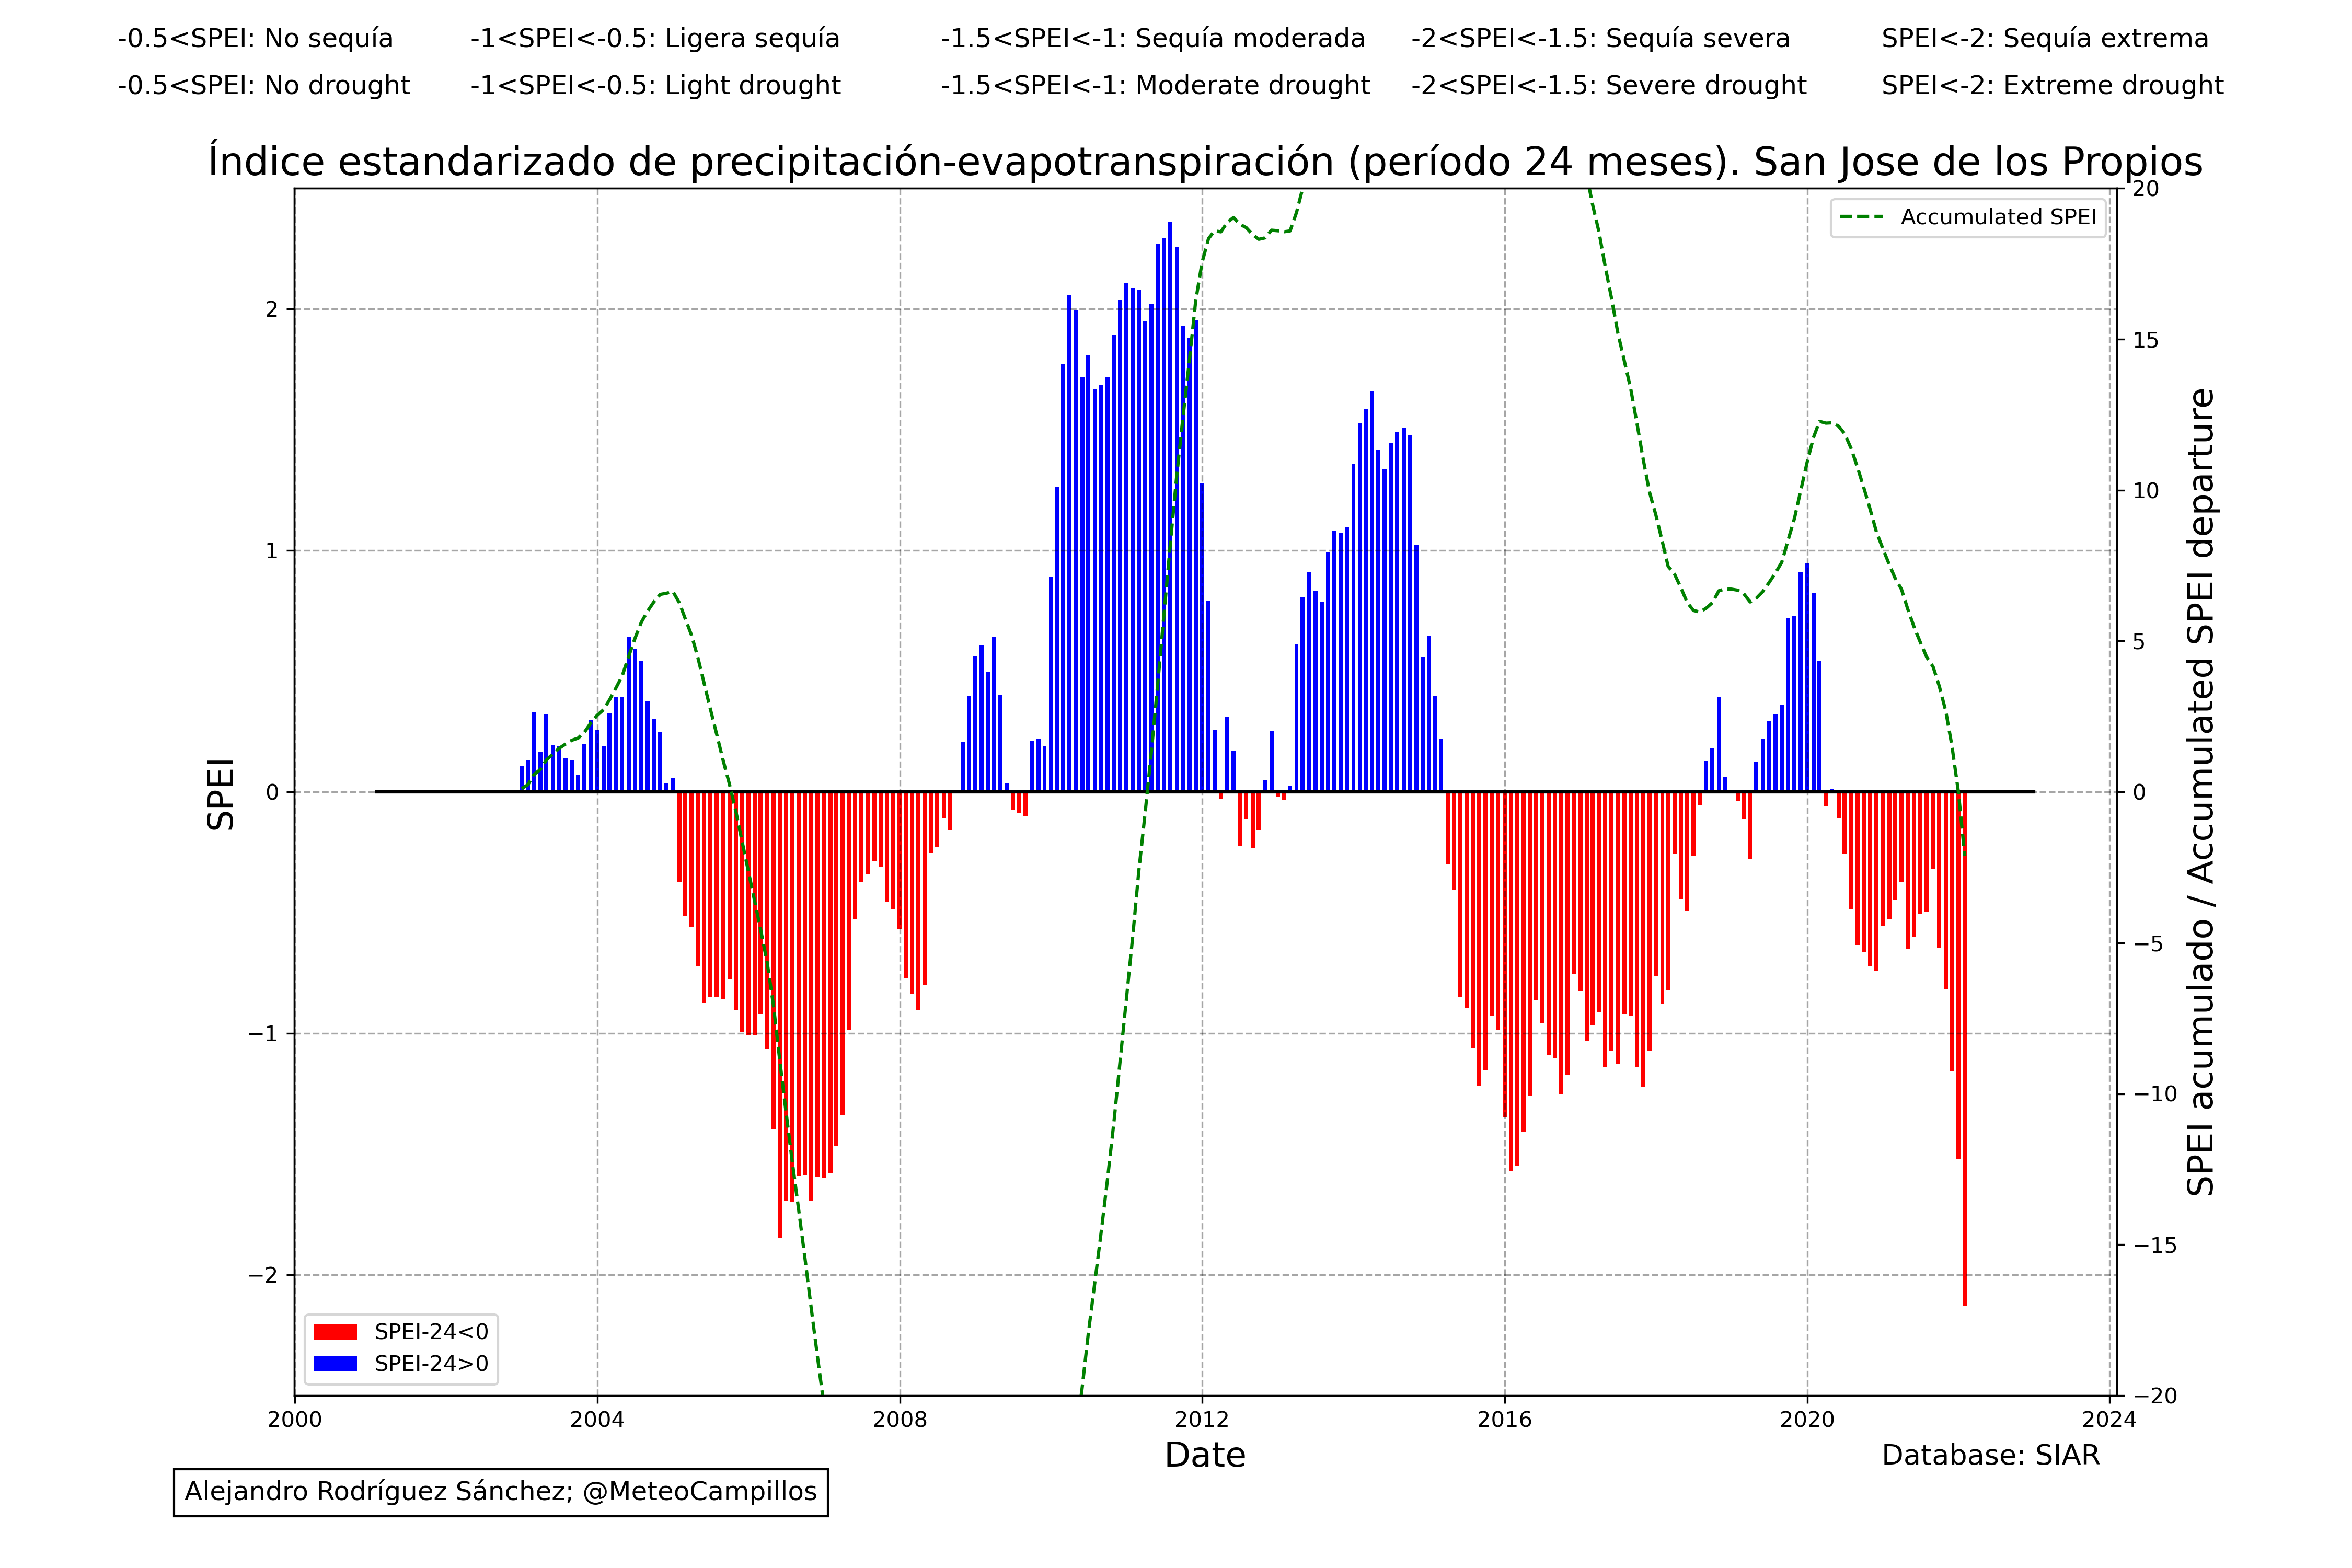 -0.5<SPEI: No sequía -1<SPEI<-0.5: Ligera sequía -1.5<SPEI<-1: Sequía moderada -2<SPEI<-1.5: Sequía severa SPEI<-2: Sequía extrema
-0.5<SPEI: No drought -1<SPEI<-0.5: Light drought -1.5<SPEI<-1: Moderate drought -2<SPEI<-1.5: Severe drought SPEI<-2: Extreme drought
Índice estandarizado de precipitación-evapotranspiración (período 24 meses). San Jose de los Propios
Accumulated SPEI
2
1
0
−1
−2
SPEI
20
15
10
5
0
−5
−10
−15
−20
SPEI acumulado / Accumulated SPEI departure
SPEI-24<0
SPEI-24>0
2000 2004 2008 2012 2016 2020 2024
Date
Database: SIAR
Alejandro Rodríguez Sánchez; @MeteoCampillos